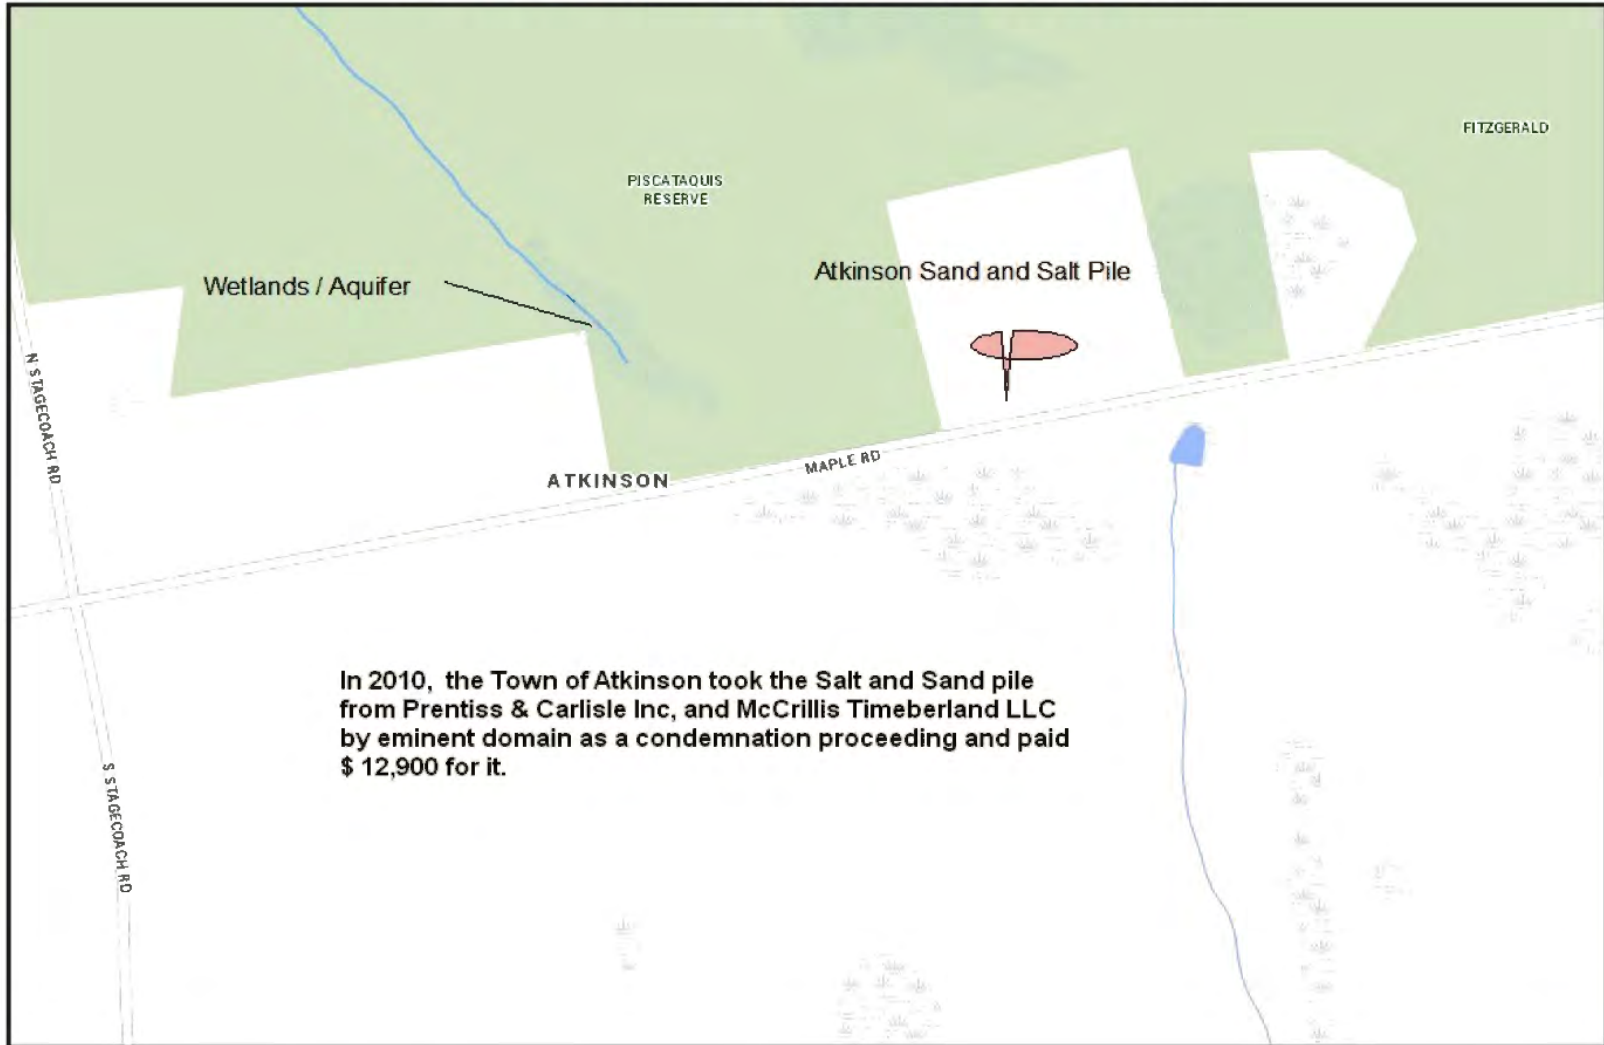 FITZGERALD
PISCATAQUIS
RESERVE
Atkinson Sand and Salt Pile
Wetlands / Aquifer
N STAGECOACH RD
MAPLE RD
ATKINSON
In 2010, the Town of Atkinson took the Salt and Sand pile
from Prentiss & Carlisle Inc, and McCrillis Timeberland LLC
by eminent domain as a condemnation proceeding and paid
$ 12,900 for it.
S STAGECOACH RD